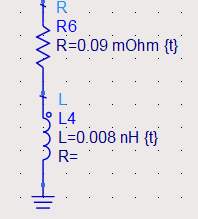 R
R6
R=0.09 mOhm {t}
L
L4
L=0.008 nH {t}
R=